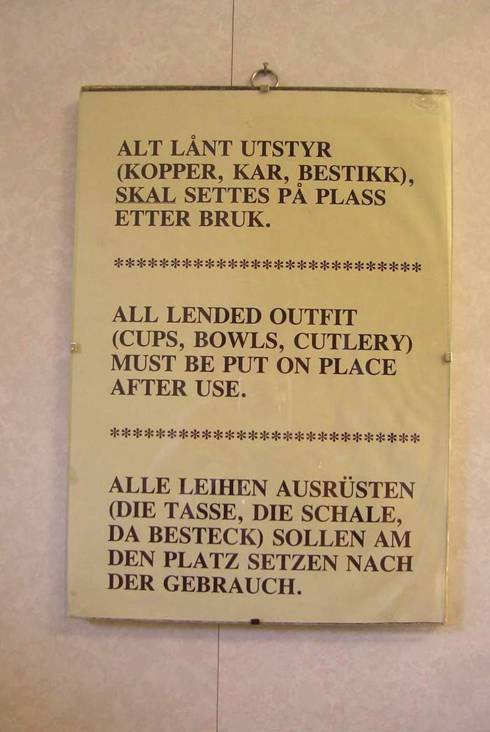 ALT LÅNT UTSTYR
(KOPPER, KAR, BESTIKK),
SKAL SETTES PÅ PLASS
ETTER BRUK.
***************************
ALL LENDED OUTFIT
(CUPS, BOWLS, CUTLERY)
MUST BE PUT ON PLACE
AFTER USE.
***************************
ALLE LEIHEN AUSRÜSTEN
(DIE TASSE, DIE SCHALE,
DA BESTECK) SOLLEN AM
DEN PLATZ SETZEN NACH
DER GEBRAUCH.